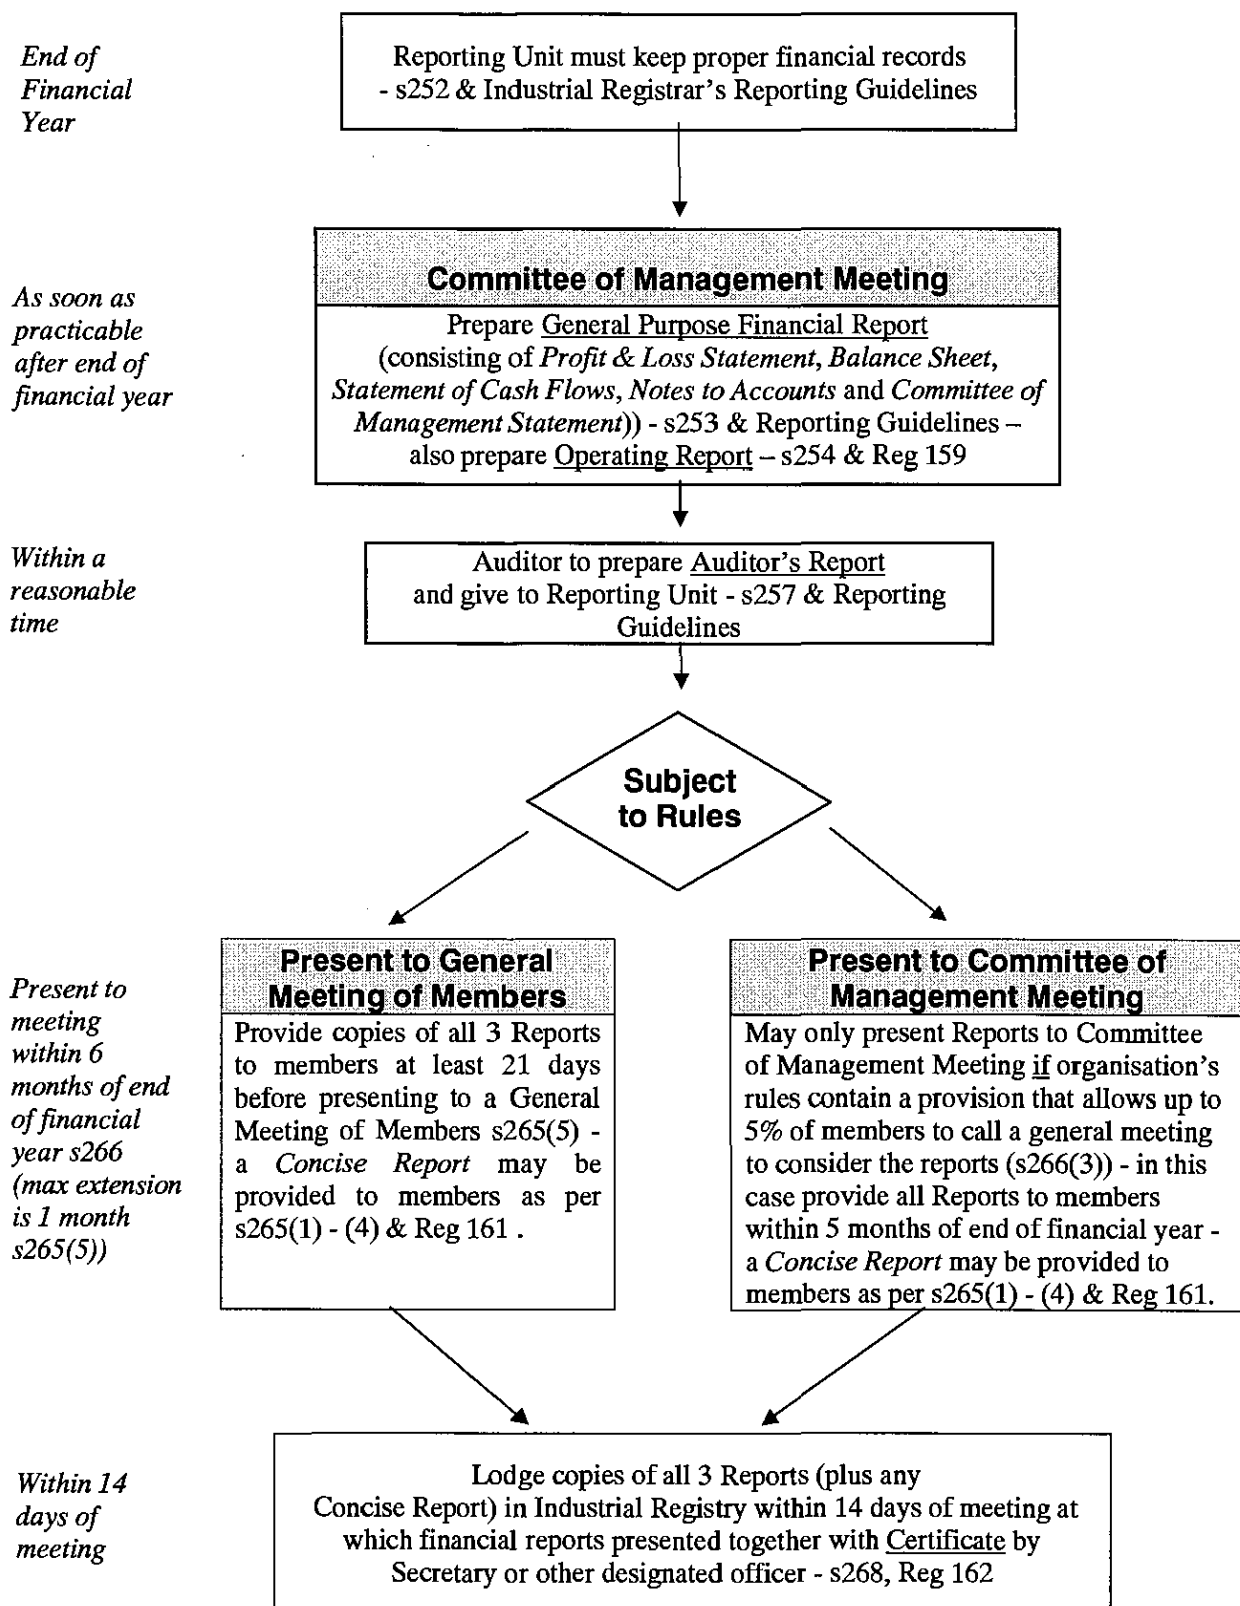 End of
Financial
Year
Reporting Unit must keep proper financial records
- s252 & Industrial Registrar's Reporting Guidelines
As soon as
practicable
after end of
financial year
Committee of Management Meeting
Prepare General Purpose Financial Report
(consisting of Profit & Loss Statement, Balance Sheet,
Statement of Cash Flows, Notes to Accounts and Committee of
Management Statement)) - s253 & Reporting Guidelines –
also prepare Operating Report – s254 & Reg 159
Within a
reasonable
time
Auditor to prepare Auditor's Report
and give to Reporting Unit - s257 & Reporting
Guidelines
Subject
to Rules
Present to
meeting
within 6
months of end
of financial
year s266
(max extension
is 1 month
s265(5))
Present to General
Meeting of Members
Provide copies of all 3 Reports
to members at least 21 days
before presenting to a General
Meeting of Members s265(5) -
a Concise Report may be
provided to members as per
s265(1) - (4) & Reg 161 .
Present to Committee of
Management Meeting
May only present Reports to Committee
of Management Meeting if organisation's
rules contain a provision that allows up to
5% of members to call a general meeting
to consider the reports (s266(3)) - in this
case provide all Reports to members
within 5 months of end of financial year -
a Concise Report may be provided to
members as per s265(1) - (4) & Reg 161.
Within 14
days of
meeting
Lodge copies of all 3 Reports (plus any
Concise Report) in Industrial Registry within 14 days of meeting at
which financial reports presented together with Certificate by
Secretary or other designated officer - s268, Reg 162